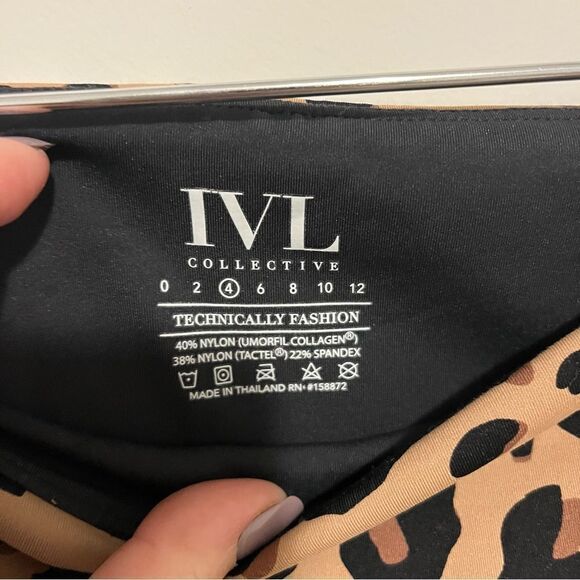 IVL
COLLECTIVE
0 2 4 6 8 10 12
TECHNICALLY FASHION
40% NYLON (UMORFIL COLLAGEN®)
38% NYLON (TACTEL®) 22% SPANDEX
MADE IN THAILAND RN•#158872